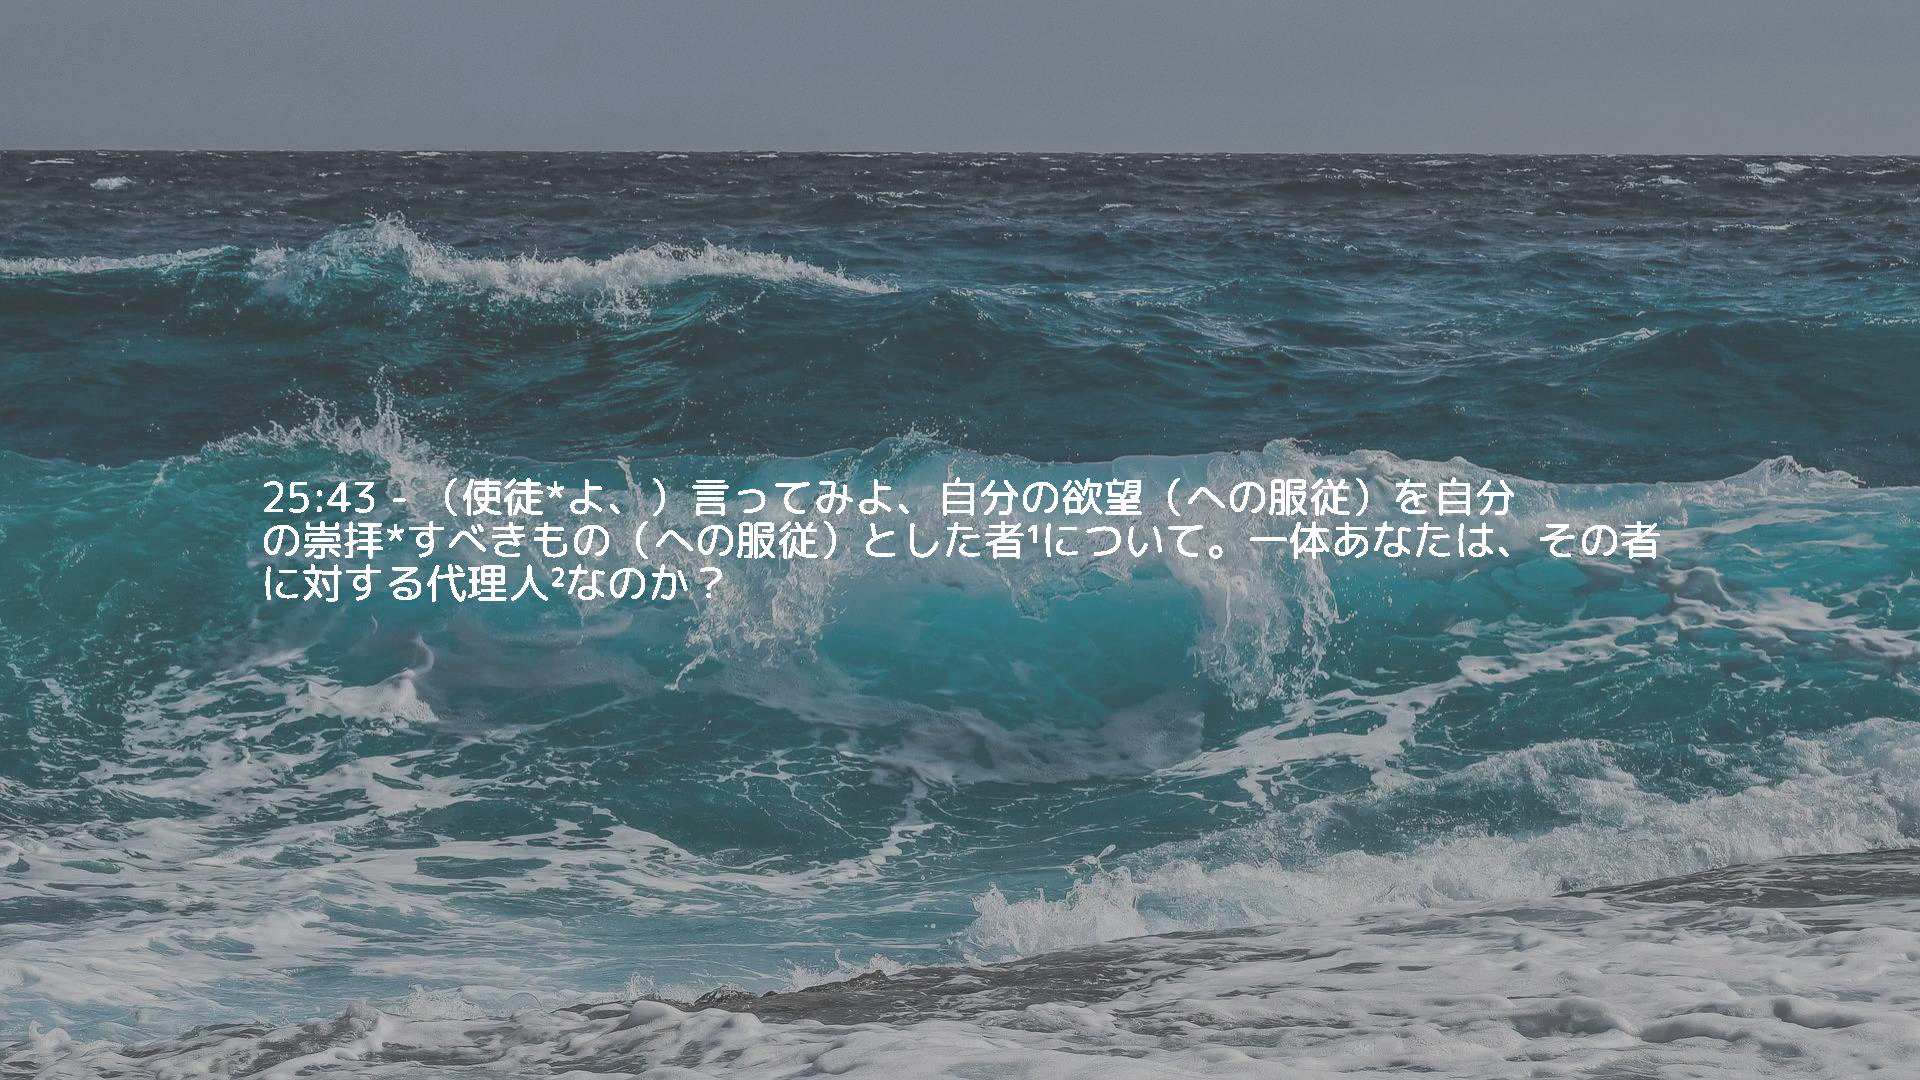 25:43 - （使徒*よ、）言ってみよ、自分の欲望（への服従）を自分
の崇拝*すべきもの（への服従）とした者¹について。一体あなたは、その者
に対する代理人²なのか？